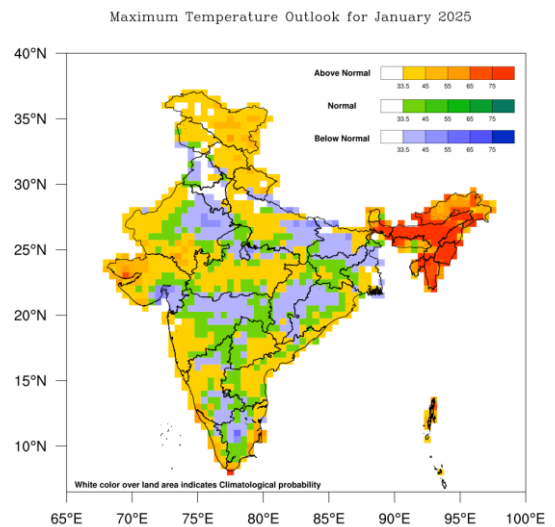 Maximum Temperature Outlook for January 2025
40°N
Above Normal
33.5 45 55 65 75
35°N
Normal
33.5 45 55 65 75
Below Normal
33.5 45 55 65 75
30°N
25°N
20°N
15°N
10°N
White color over land area indicates Climatological probability
65°E 70°E 75°E 80°E 85°E 90°E 95°E 100°E